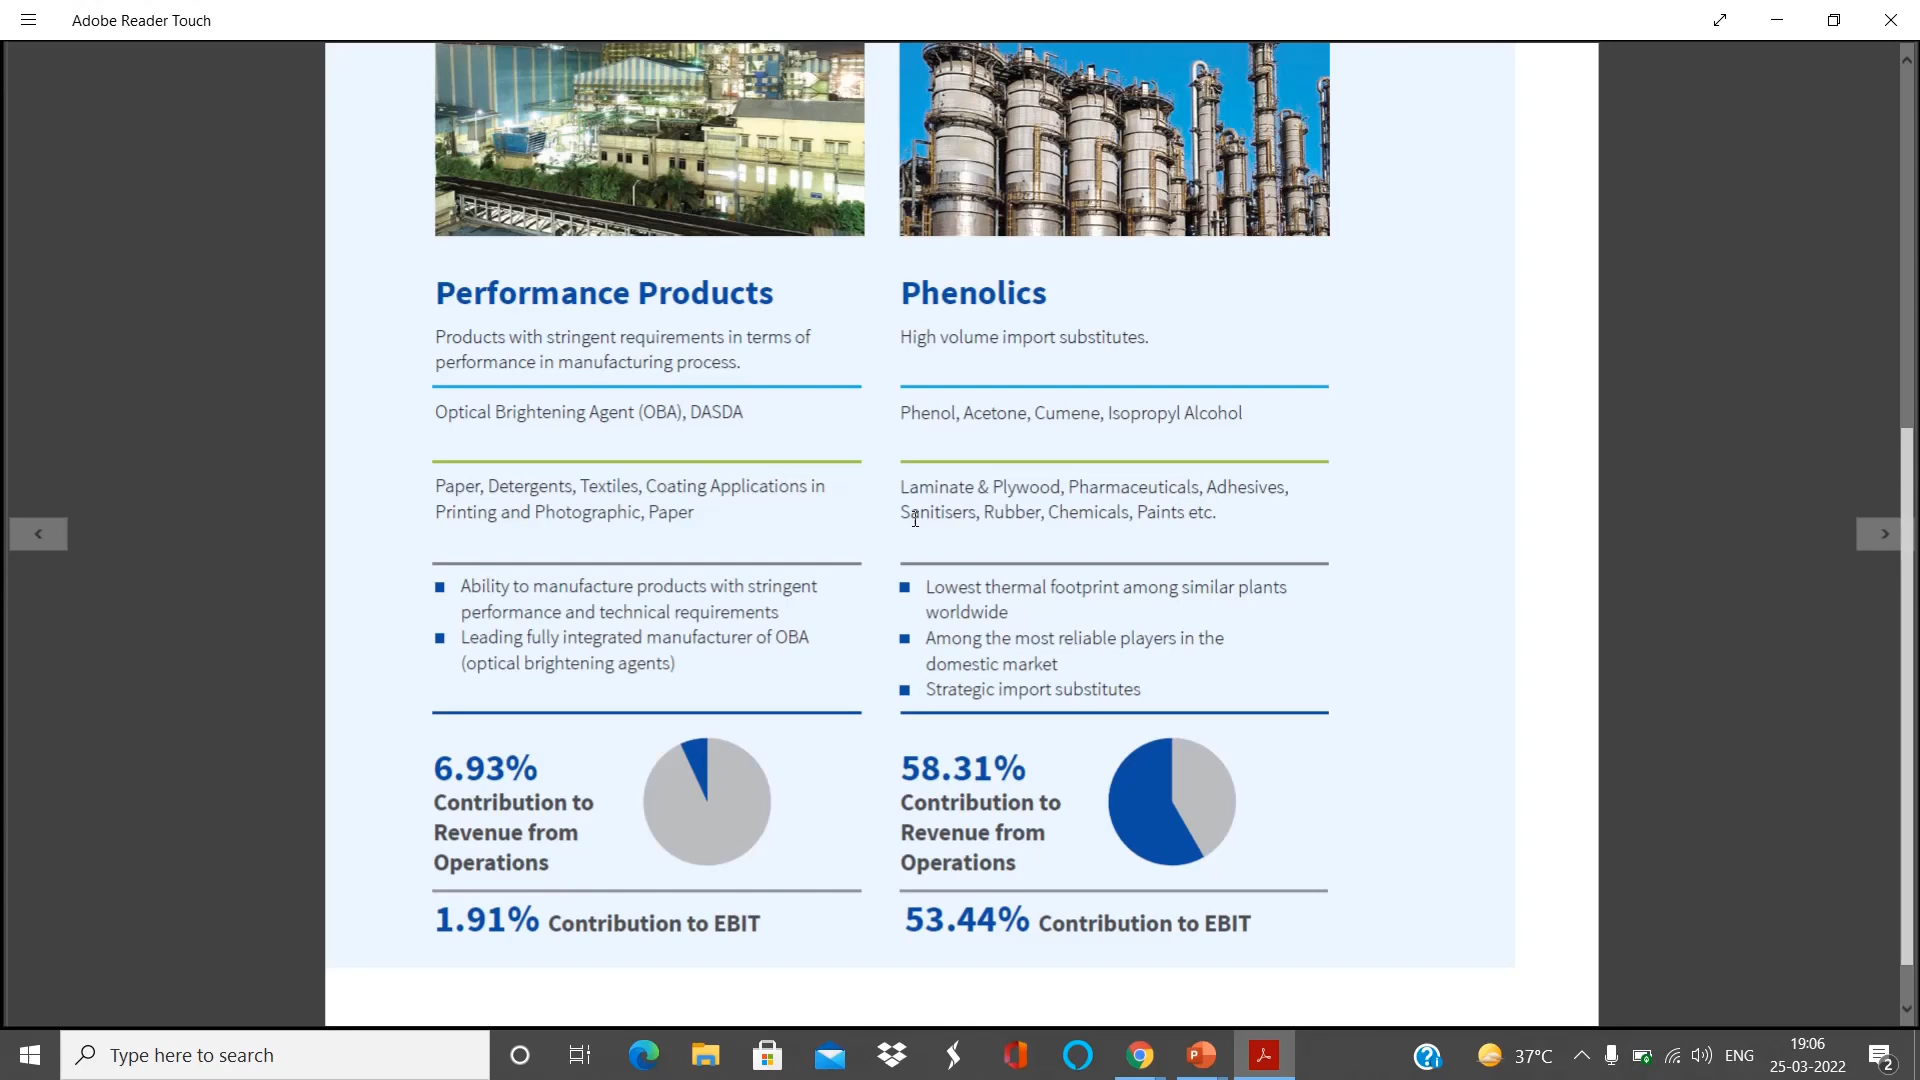 Adobe Reader Touch
Performance Products
Products with stringent requirements in terms of
performance in manufacturing process.
Optical Brightening Agent (OBA), DASDA
Paper, Detergents, Textiles, Coating Applications in
Printing and Photographic, Paper
Ability to manufacture products with stringent
performance and technical requirements
Leading fully integrated manufacturer of OBA
(optical brightening agents)
6.93%
Contribution to
Revenue from
Operations
1.91% Contribution to EBIT
Phenolics
High volume import substitutes.
Phenol, Acetone, Cumene, Isopropyl Alcohol
Laminate & Plywood, Pharmaceuticals, Adhesives,
Sanitisers, Rubber, Chemicals, Paints etc.
Lowest thermal footprint among similar plants
worldwide
Among the most reliable players in the
domestic market
Strategic import substitutes
58.31%
Contribution to
Revenue from
Operations
53.44% Contribution to EBIT
Type here to search
37°C
ENG
19:06
25-03-2022
2